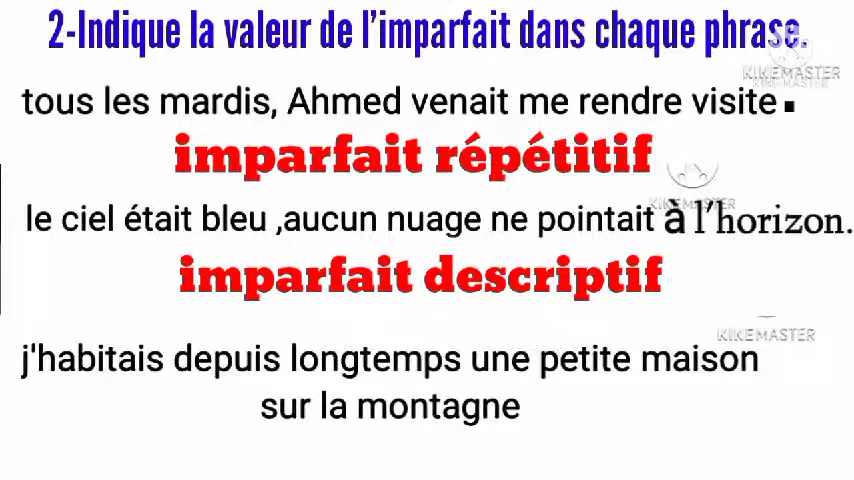 2-Indique la valeur de l'imparfait dans chaque phrase.
KIKEMASTER
KIKEMASTER
tous les mardis, Ahmed venait me rendre visite.
imparfait répétitif
KIKEMASTER
le ciel était bleu ,aucun nuage ne pointait à l'horizon.
imparfait descriptif
KIKEMASTER
j'habitais depuis longtemps une petite maison
sur la montagne